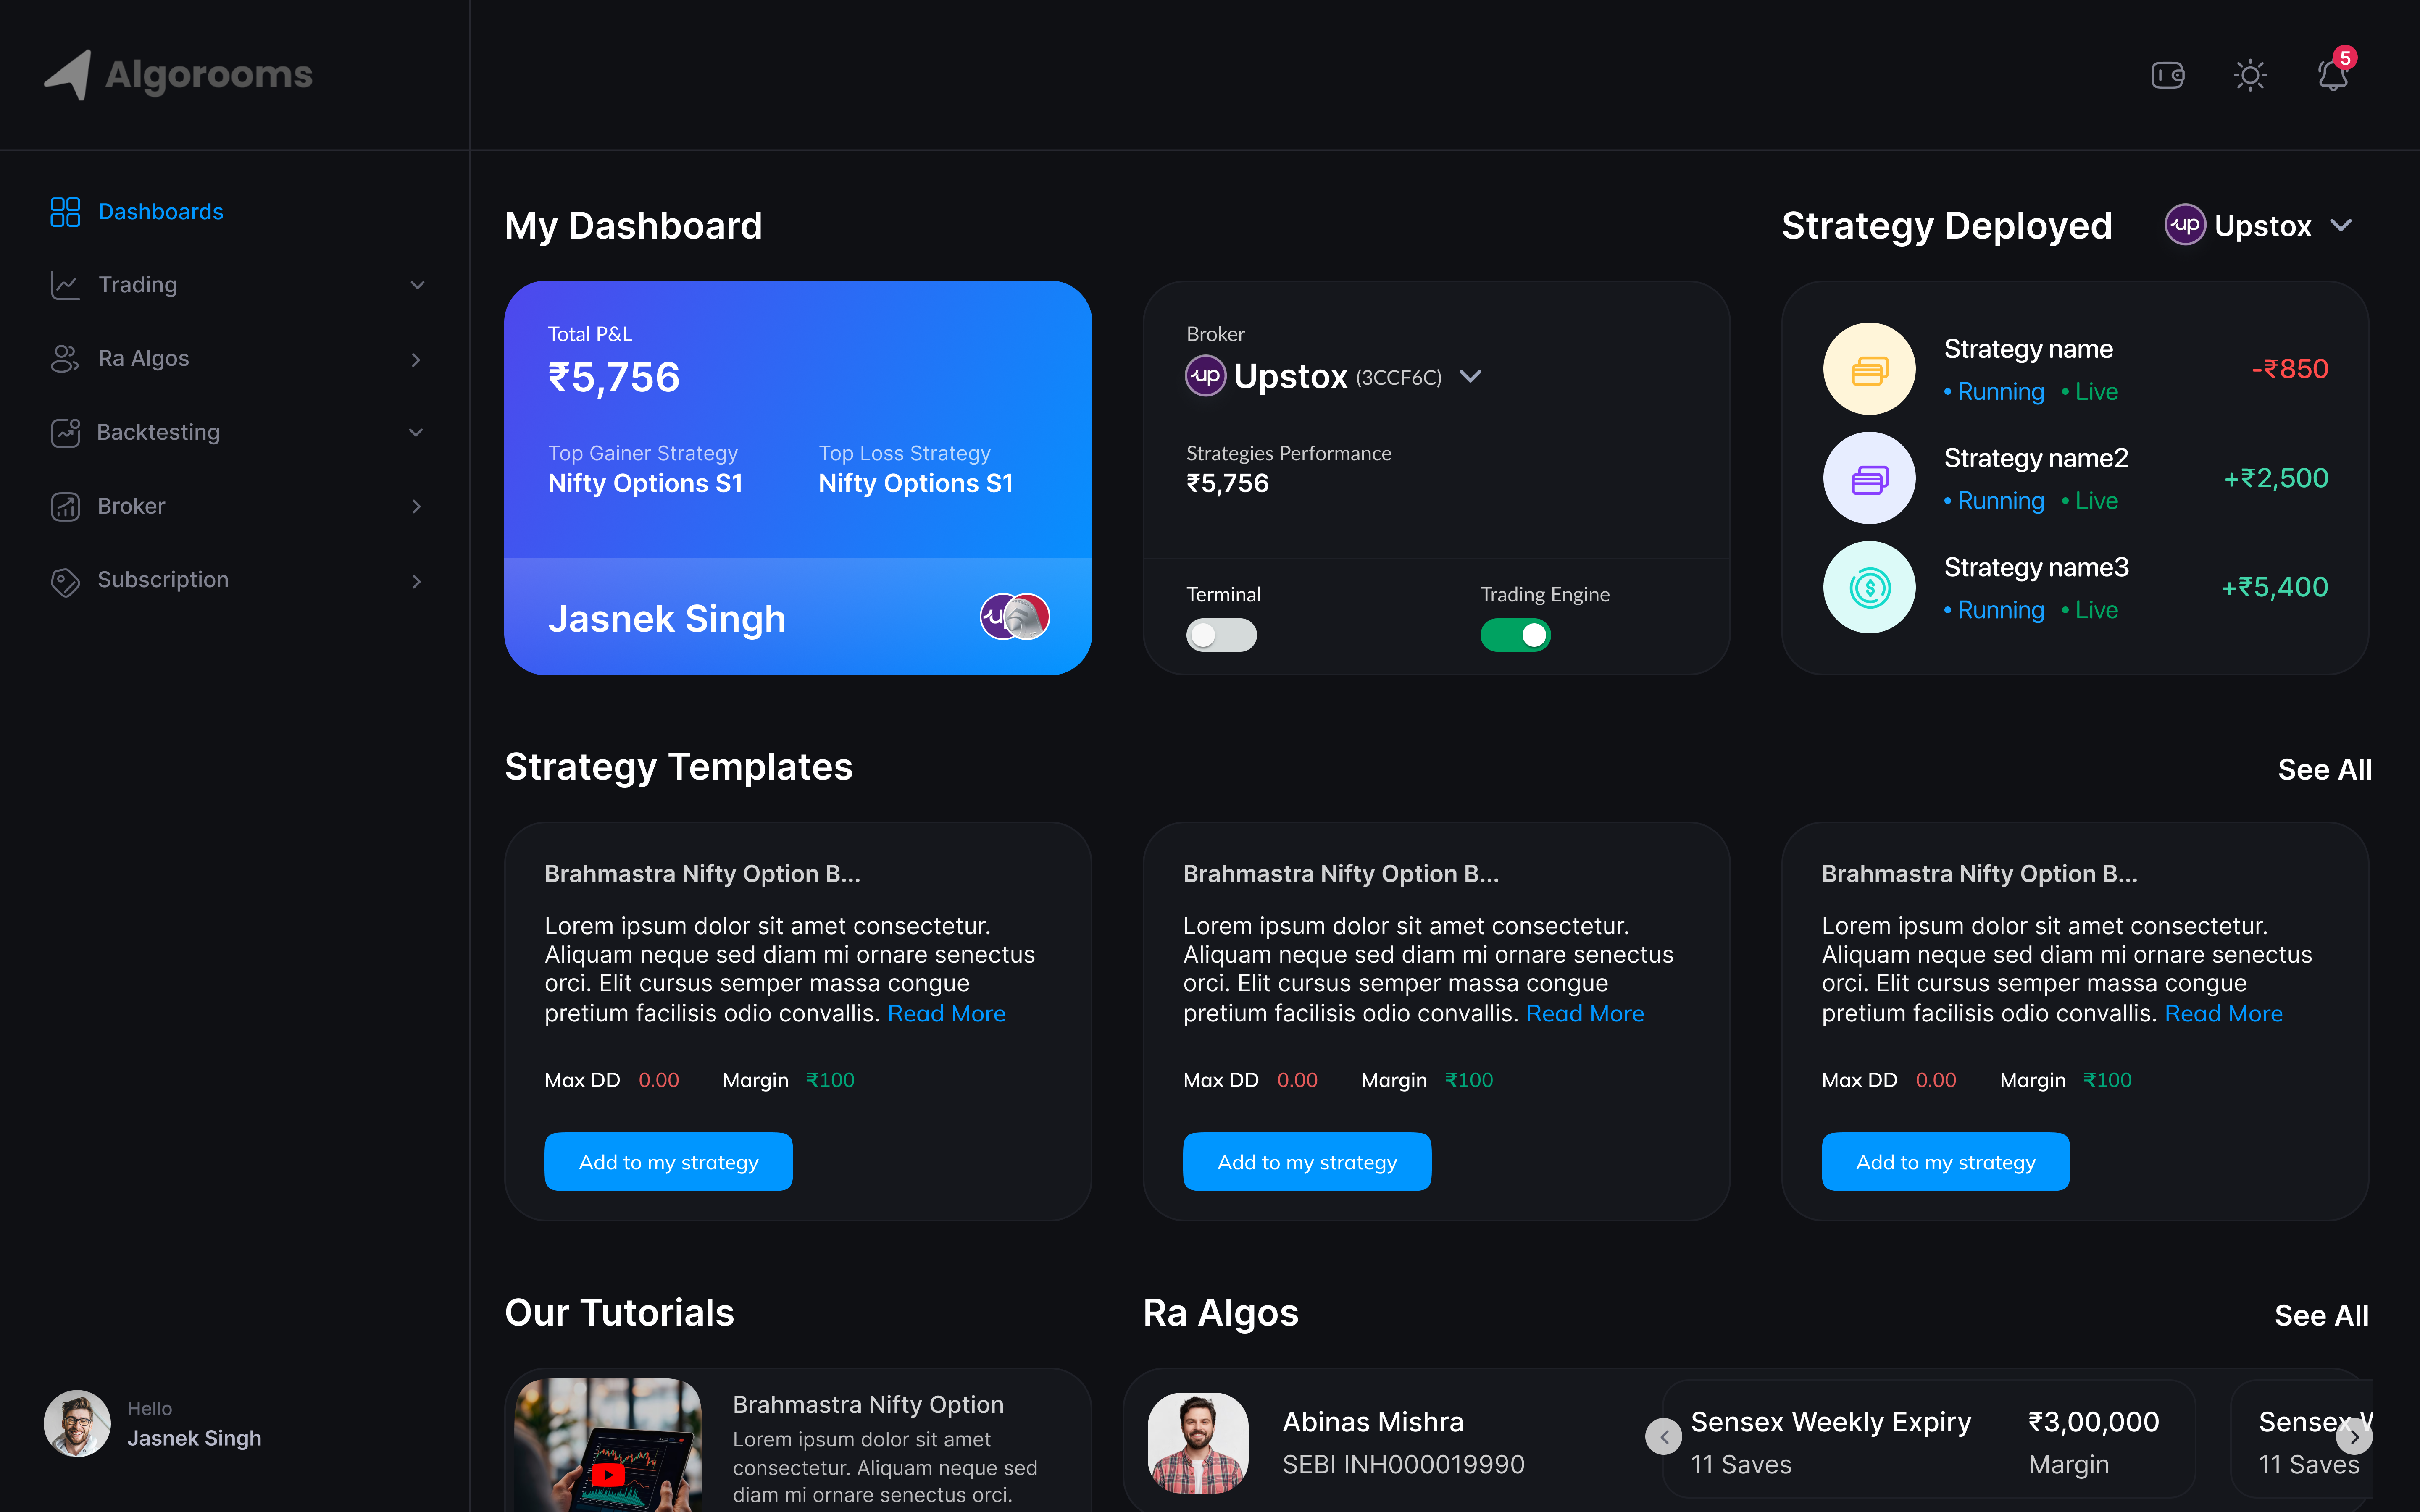 Algorooms
5
Dashboards
Trading
Ra Algos
Backtesting
Broker
Subscription
Hello
Jasnek Singh
My Dashboard
Total P&L
₹5,756
Top Gainer Strategy
Nifty Options S1
Top Loss Strategy
Nifty Options S1
Jasnek Singh
Broker
up Upstox (3CCF6C)
Strategies Performance
₹5,756
Terminal
Trading Engine
Strategy Deployed
up Upstox
Strategy name
• Running • Live
-₹850
Strategy name2
• Running • Live
+₹2,500
Strategy name3
• Running • Live
+₹5,400
Strategy Templates
See All
Brahmastra Nifty Option B...
Lorem ipsum dolor sit amet consectetur.
Aliquam neque sed diam mi ornare senectus
orci. Elit cursus semper massa congue
pretium facilisis odio convallis. Read More
Max DD 0.00 Margin ₹100
Add to my strategy
Brahmastra Nifty Option B...
Lorem ipsum dolor sit amet consectetur.
Aliquam neque sed diam mi ornare senectus
orci. Elit cursus semper massa congue
pretium facilisis odio convallis. Read More
Max DD 0.00 Margin ₹100
Add to my strategy
Brahmastra Nifty Option B...
Lorem ipsum dolor sit amet consectetur.
Aliquam neque sed diam mi ornare senectus
orci. Elit cursus semper massa congue
pretium facilisis odio convallis. Read More
Max DD 0.00 Margin ₹100
Add to my strategy
Our Tutorials
Brahmastra Nifty Option
Lorem ipsum dolor sit amet
consectetur. Aliquam neque sed
diam mi ornare senectus orci.
Ra Algos
See All
Abinas Mishra
SEBI INH000019990
Sensex Weekly Expiry
11 Saves
₹3,00,000
Margin
Sensex W
11 Saves